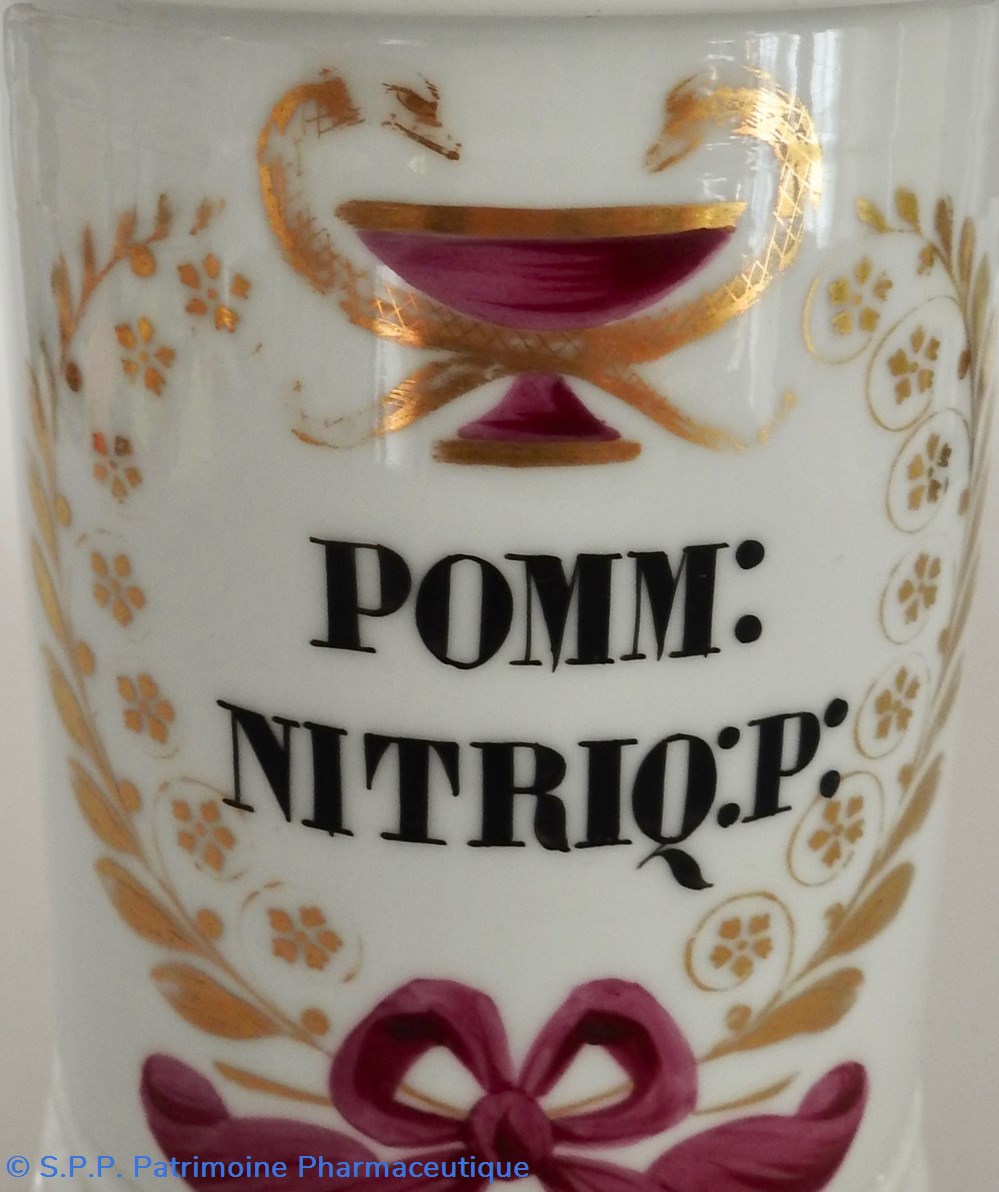 POMM:
NITRIQ:P:
© S.P.P. Patrimoine Pharmaceutique